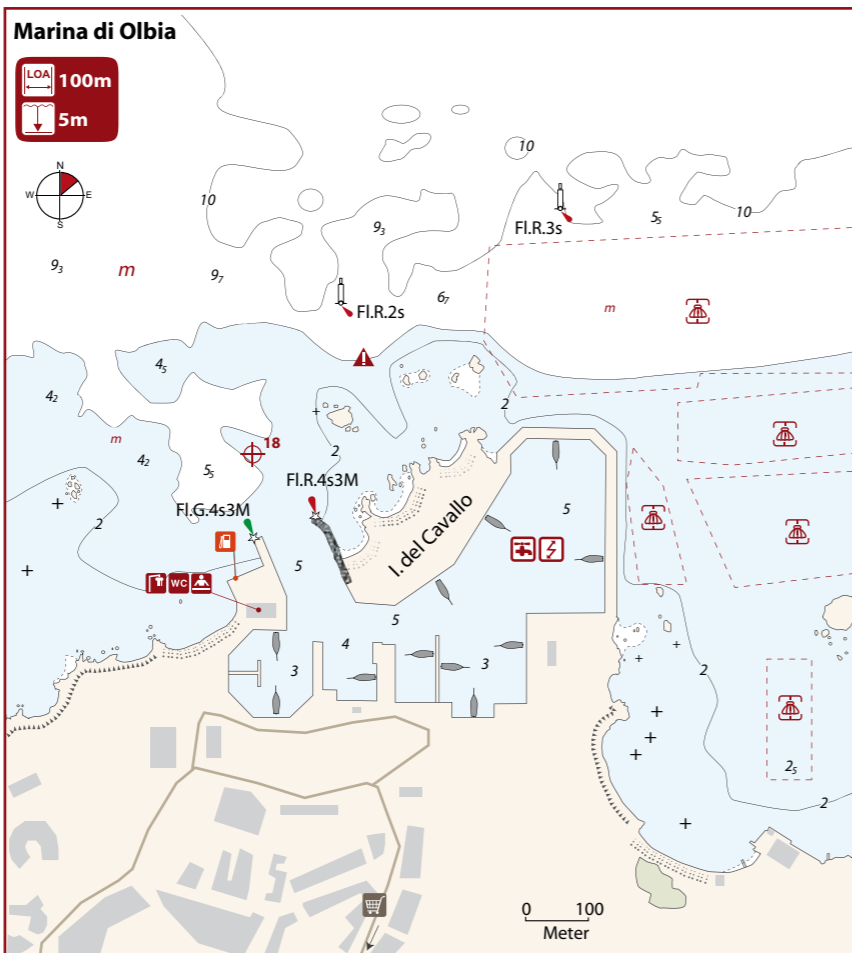 Marina di Olbia
LOA 100m
5m
N
W E
S
10
10
Fl.R.3s
5₅
10
9₃
9₃
m
9₇
Fl.R.2s
6₇
m
4₅
4₂
2
m
4₂
5₅
18
2
Fl.R.4s3M
2
Fl.G.4s3M
I. del Cavallo
5
5
WC
5
4
3
3
2
2₅
2
0 100
Meter